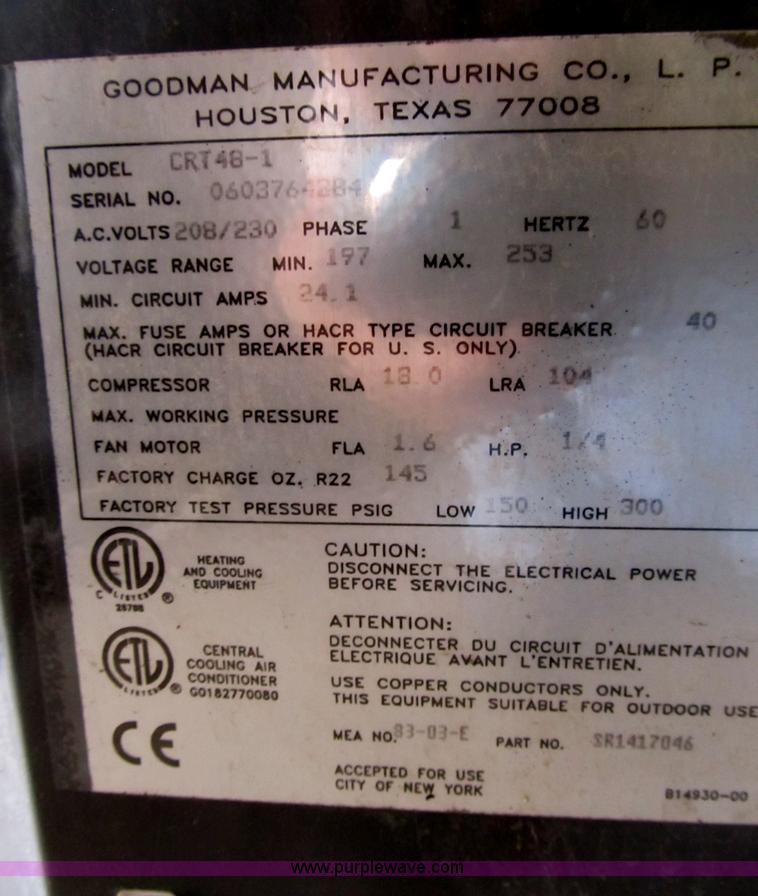 GOODMAN MANUFACTURING CO., L. P.
HOUSTON, TEXAS 77008
MODEL CRT48-1
SERIAL NO. 0603764284
A.C.VOLTS 208/230 PHASE 1 HERTZ 60
VOLTAGE RANGE MIN. 197 MAX. 253
MIN. CIRCUIT AMPS 24.1
MAX. FUSE AMPS OR HACR TYPE CIRCUIT BREAKER 40
(HACR CIRCUIT BREAKER FOR U. S. ONLY)
COMPRESSOR RLA 18.0 LRA 104
MAX. WORKING PRESSURE
FAN MOTOR FLA 1.6 H.P. 1/4
FACTORY CHARGE OZ. R22 145
FACTORY TEST PRESSURE PSIG LOW 150 HIGH 300
ETL
C LISTED ®
HEATING
AND COOLING
EQUIPMENT
CAUTION:
DISCONNECT THE ELECTRICAL POWER
BEFORE SERVICING.
ETL
LISTED ®
CENTRAL
COOLING AIR
CONDITIONER
G0182770080
ATTENTION:
DECONNECTER DU CIRCUIT D'ALIMENTATION
ELECTRIQUE AVANT L'ENTRETIEN.
USE COPPER CONDUCTORS ONLY.
THIS EQUIPMENT SUITABLE FOR OUTDOOR USE
CE
MEA NO. 83-03-E PART NO. SR1417046
ACCEPTED FOR USE
CITY OF NEW YORK
B14930-00
www.purplewave.com